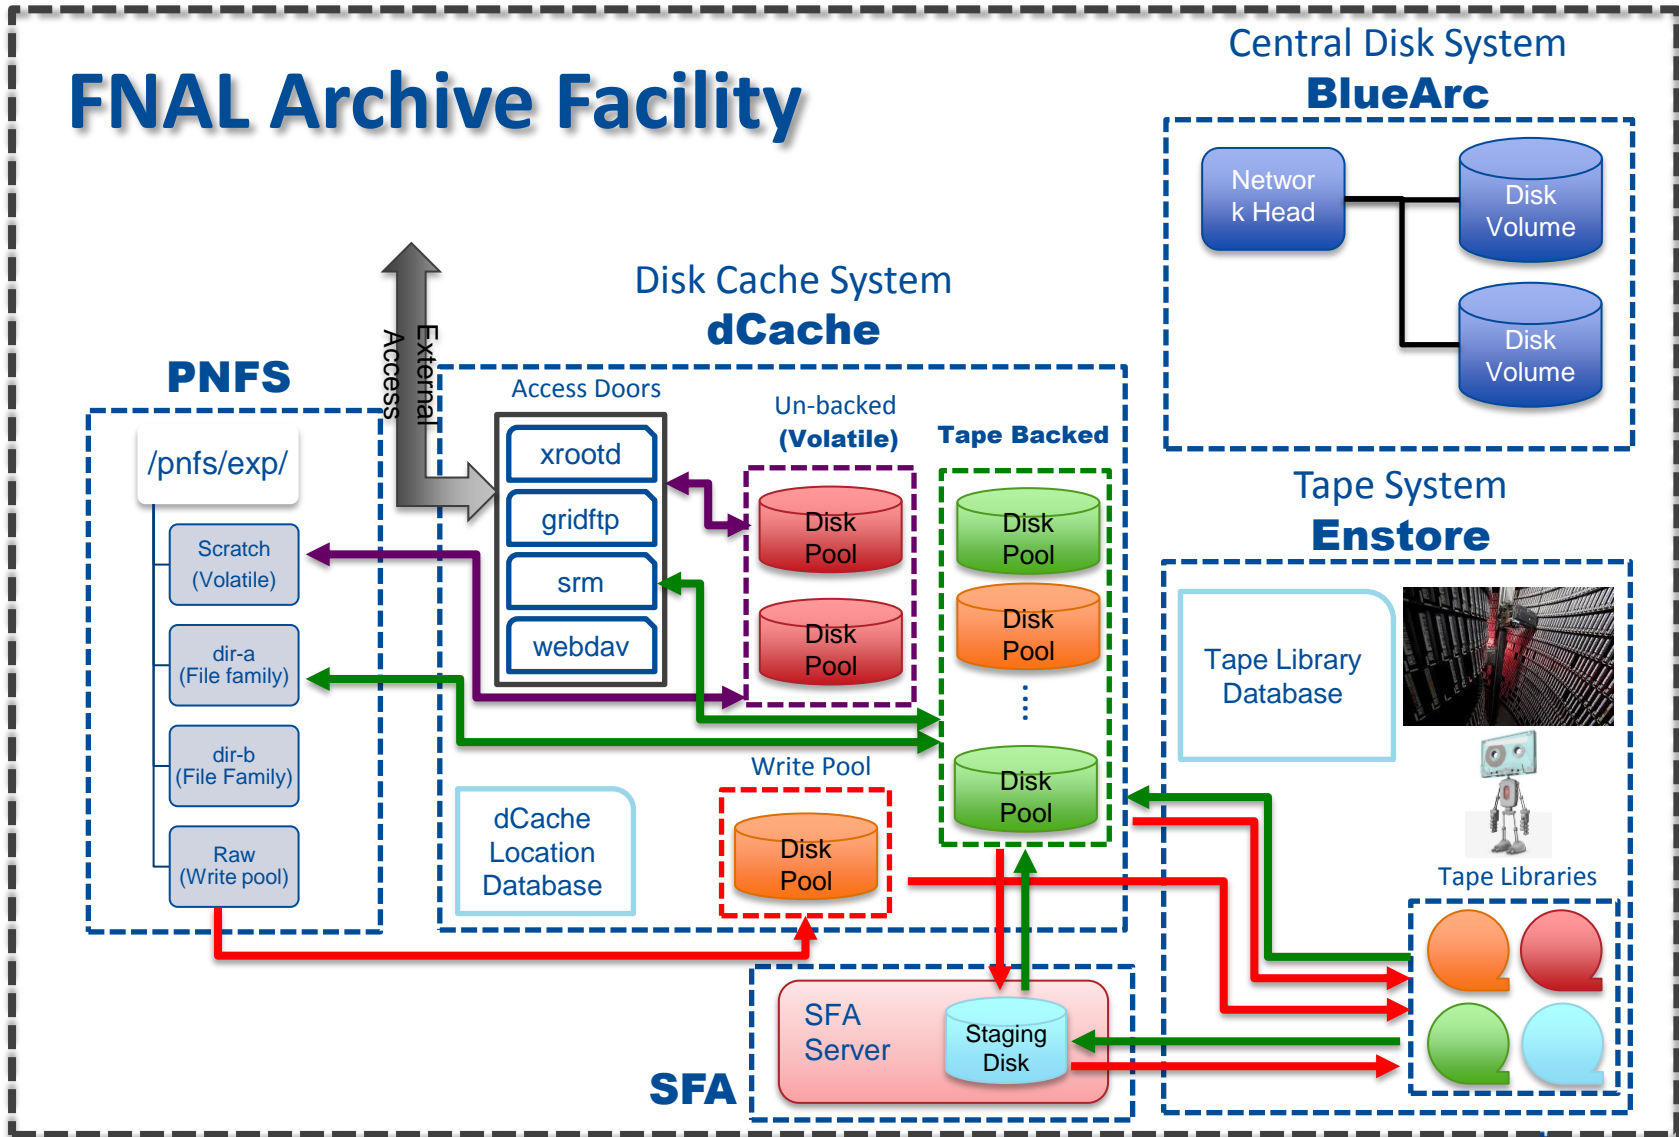 FNAL Archive Facility
Central Disk System
BlueArc
Networ
k Head
Disk
Volume
Disk
Volume
External
Access
Disk Cache System
dCache
PNFS
/pnfs/exp/
Scratch
(Volatile)
dir-a
(File family)
dir-b
(File Family)
Raw
(Write pool)
Access Doors
xrootd
gridftp
srm
webdav
Un-backed
(Volatile)
Disk
Pool
Disk
Pool
Tape Backed
Disk
Pool
Disk
Pool
Disk
Pool
Write Pool
Disk
Pool
dCache
Location
Database
Tape System
Enstore
Tape Library
Database
Tape Libraries
SFA
Server
Staging
Disk
SFA